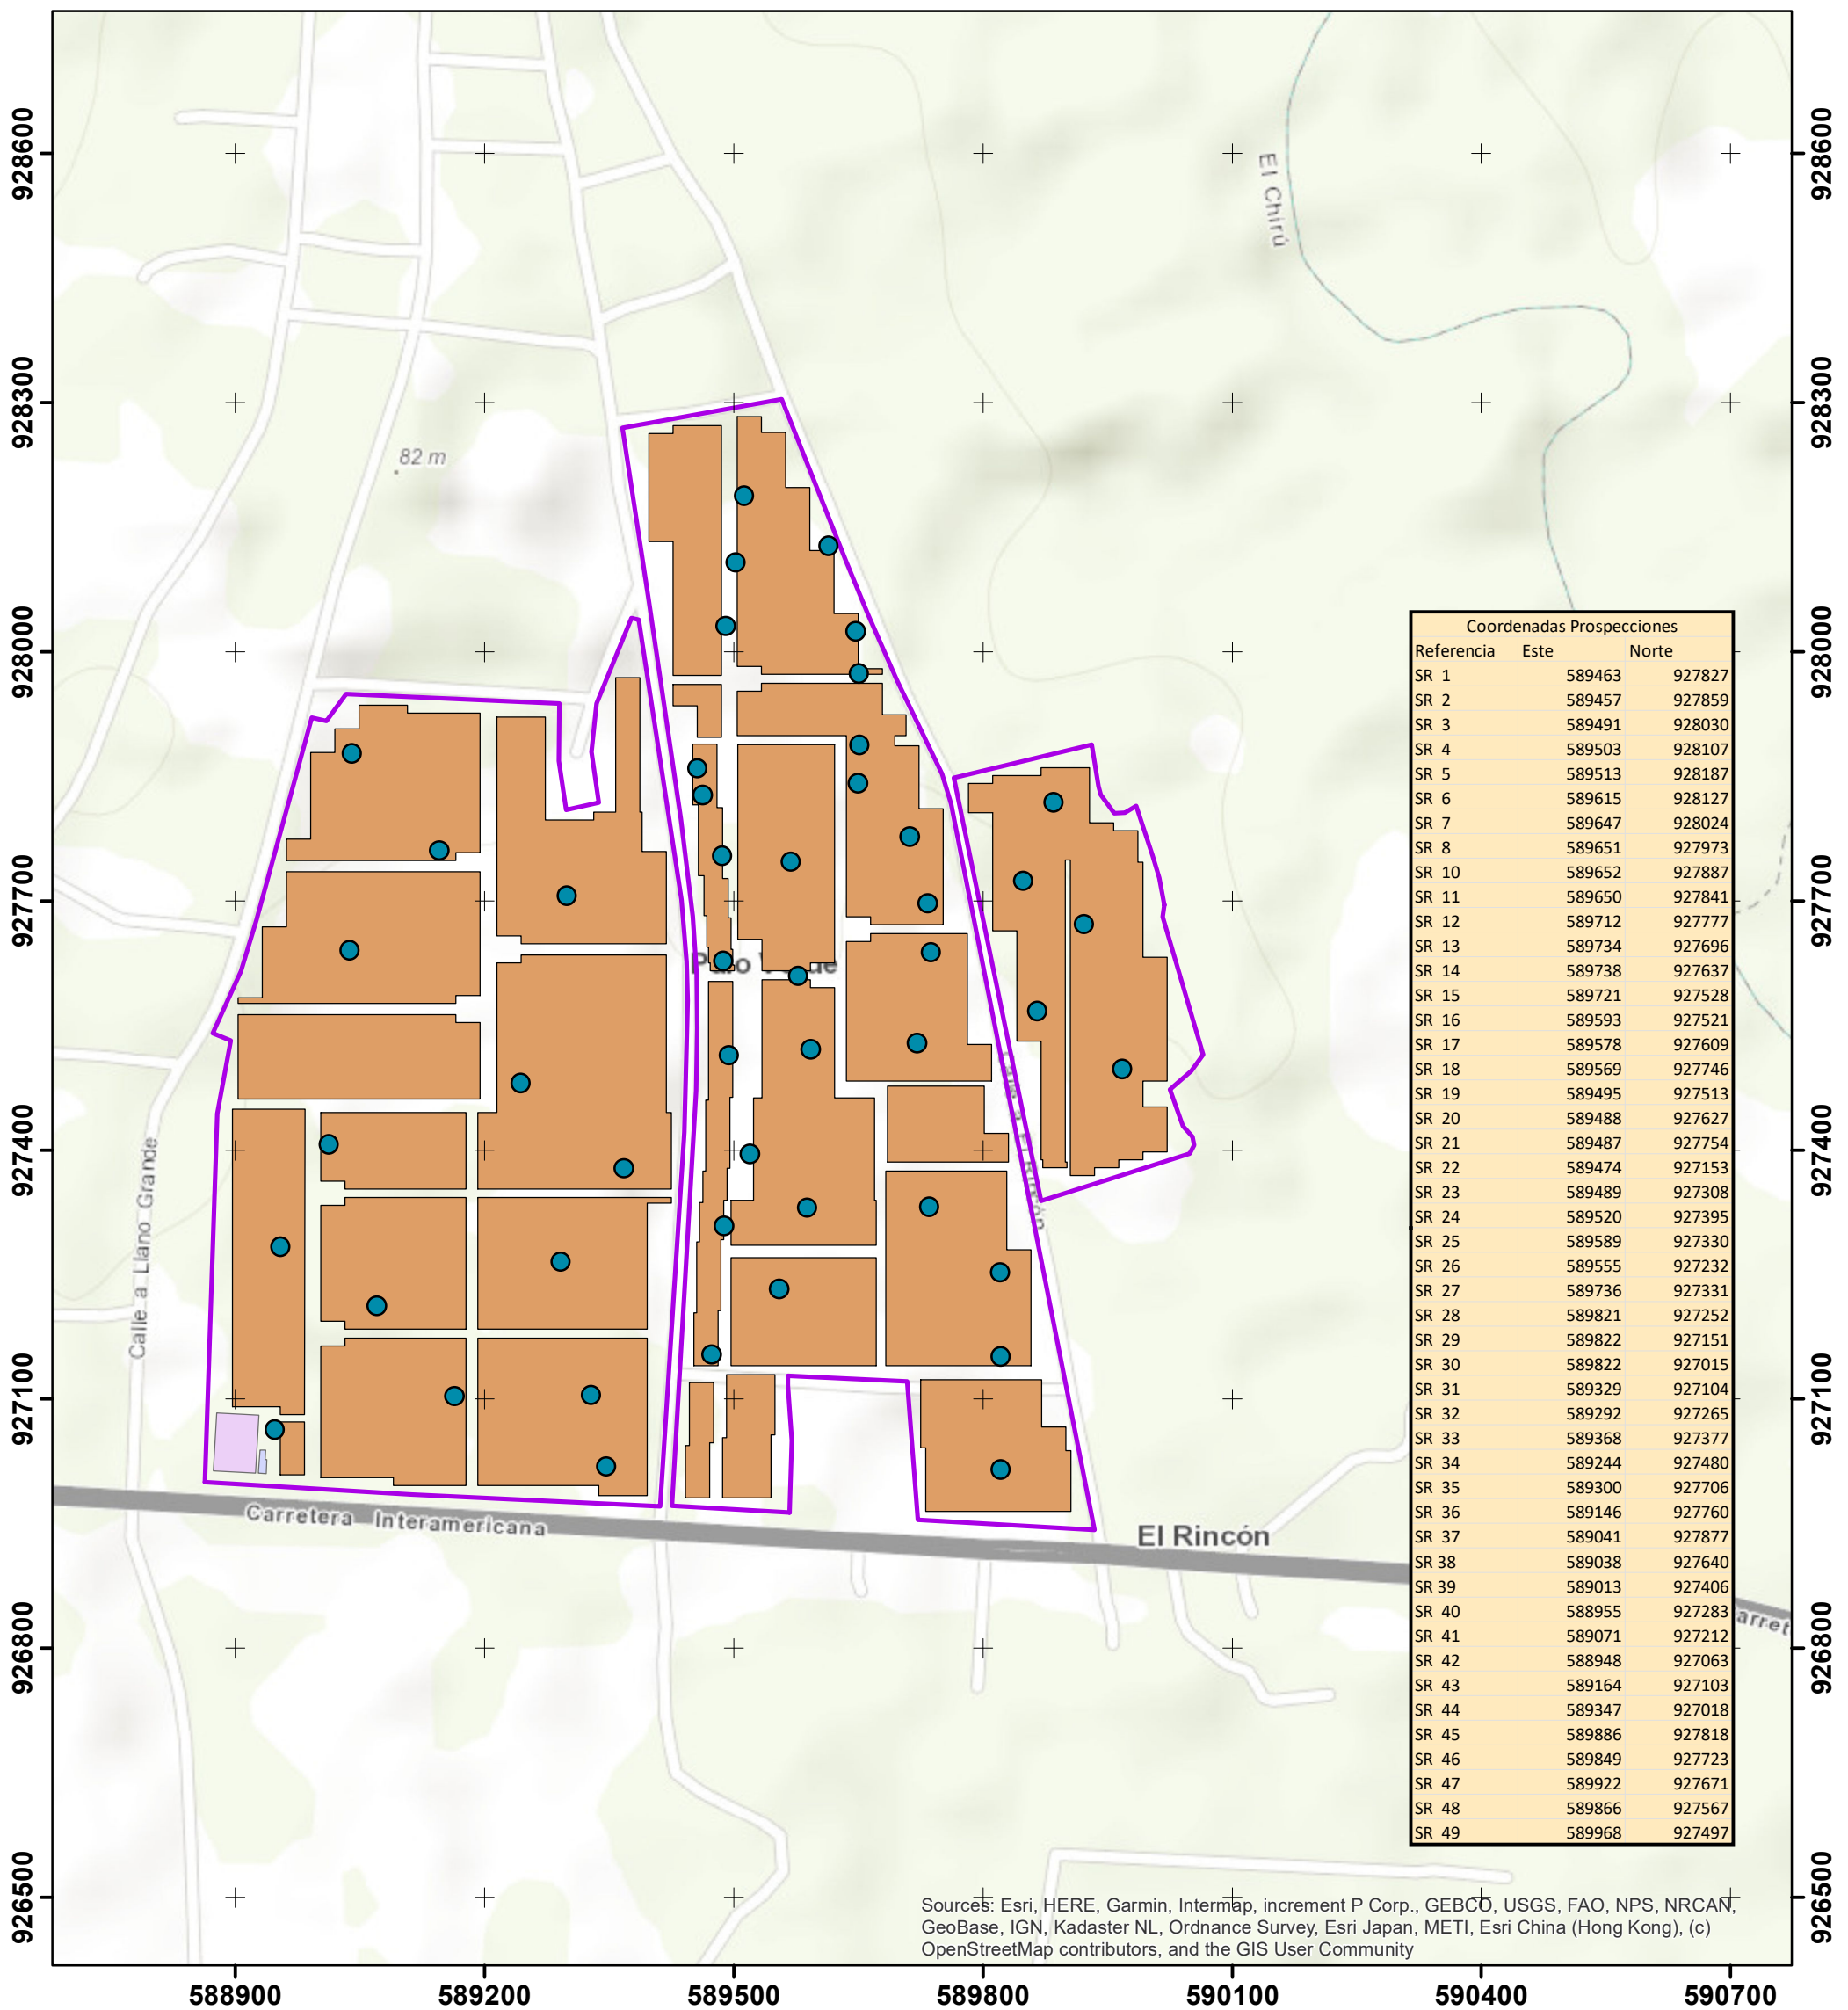 928600
928300
928000
927700
927400
927100
926800
926500
El Chirú
82 m
Calle a Llano Grande
Carretera Interamericana
El Rincón
Coordenadas Prospecciones
Referencia Este Norte
SR 1 589463 927827
SR 2 589457 927859
SR 3 589491 928030
SR 4 589503 928107
SR 5 589513 928187
SR 6 589615 928127
SR 7 589647 928024
SR 8 589651 927973
SR 10 589652 927887
SR 11 589650 927841
SR 12 589712 927777
SR 13 589734 927696
SR 14 589738 927637
SR 15 589721 927528
SR 16 589593 927521
SR 17 589578 927609
SR 18 589569 927746
SR 19 589495 927513
SR 20 589488 927627
SR 21 589487 927754
SR 22 589474 927153
SR 23 589489 927308
SR 24 589520 927395
SR 25 589589 927330
SR 26 589555 927232
SR 27 589736 927331
SR 28 589821 927252
SR 29 589822 927151
SR 30 589822 927015
SR 31 589329 927104
SR 32 589292 927265
SR 33 589368 927377
SR 34 589244 927480
SR 35 589300 927706
SR 36 589146 927760
SR 37 589041 927877
SR 38 589038 927640
SR 39 589013 927406
SR 40 588955 927283
SR 41 589071 927212
SR 42 588948 927063
SR 43 589164 927103
SR 44 589347 927018
SR 45 589886 927818
SR 46 589849 927723
SR 47 589922 927671
SR 48 589866 927567
SR 49 589968 927497
arret
928600
928300
928000
927700
927400
927100
926800
926500
Sources: Esri, HERE, Garmin, Intermap, increment P Corp., GEBCO, USGS, FAO, NPS, NRCAN,
GeoBase, IGN, Kadaster NL, Ordnance Survey, Esri Japan, METI, Esri China (Hong Kong), (c)
OpenStreetMap contributors, and the GIS User Community
588900 589200 589500 589800 590100 590400 590700